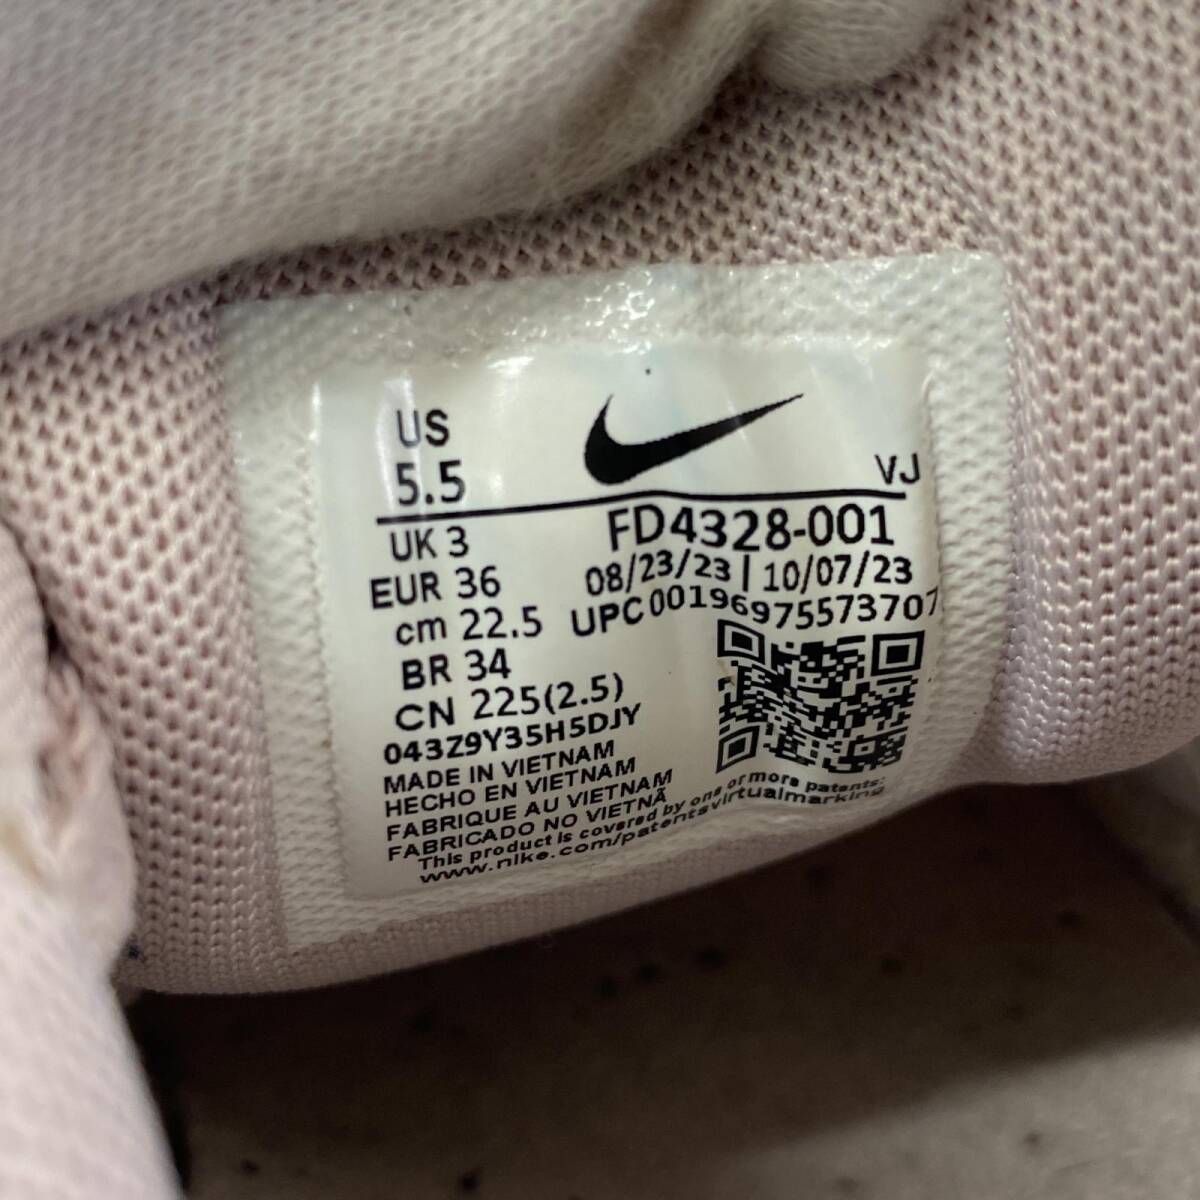 US
5.5
VJ
UK 3
FD4328-001
EUR 36
08/23/23 | 10/07/23
cm 22.5
UPC 00196975573707
BR 34
CN 225(2.5)
043Z9Y35H5DJY
MADE IN VIETNAM
HECHO EN VIETNAM
FABRIQUE AU VIETNAM
FABRICADO NO VIETNÃ
This product is covered by one or more patents:
www.nike.com/patentsvirtualmarking